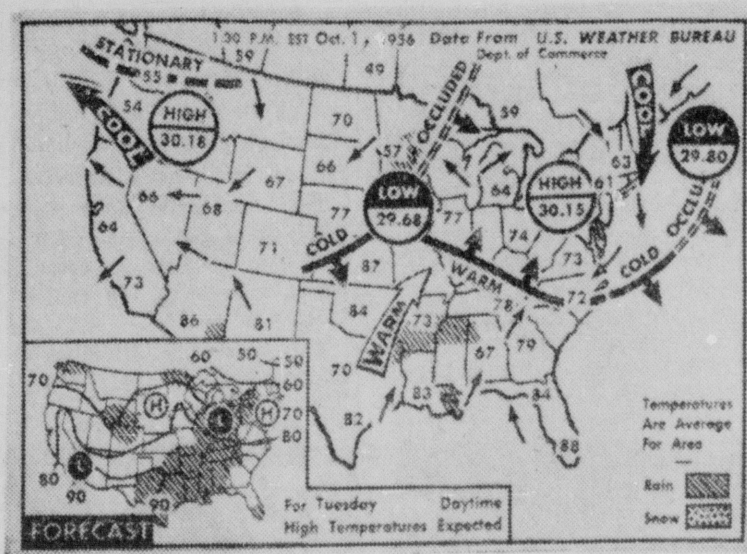 1:30 P.M. EST Oct. 1, 1956 Data From U.S. WEATHER BUREAU
Dept. of Commerce
STATIONARY
55
59
49
54
COOL
HIGH
30.18
70
57
OCCLUDED
59
COOL
63
LOW
29.80
66
68
67
66
77
LOW
29.68
77
64
HIGH
30.15
61
OCCLUDED
64
73
71
COLD
87
WARM
74
73
72
COLD
86
81
84
73
WARM
78
67
79
70
82
83
84
88
70
60
50
50
60
70
80
H
L
H
L
80
90
90
FORECAST
For Tuesday Daytime
High Temperatures Expected
Temperatures
Are Average
For Area
Rain
Snow